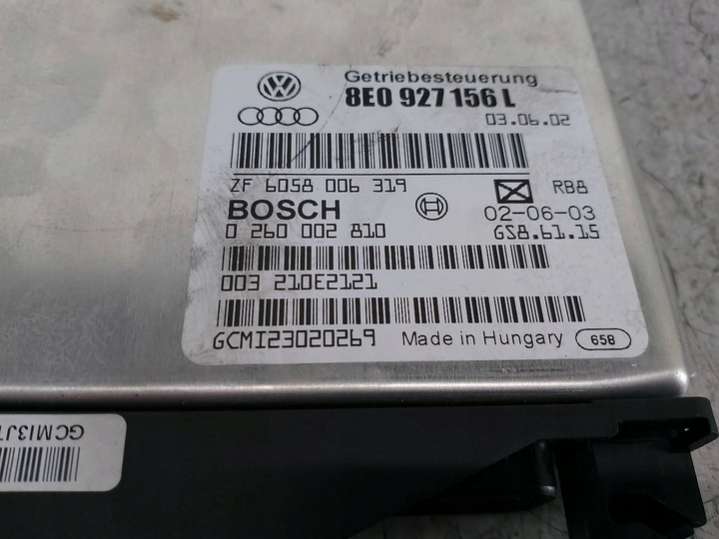 Getriebesteuerung
8E0 927 156 L
03.06.02
ZF 6058 006 319
RB8
BOSCH
02-06-03
0 260 002 810
GS8.61.15
003 210E2121
GCMI23020269
Made in Hungary
658